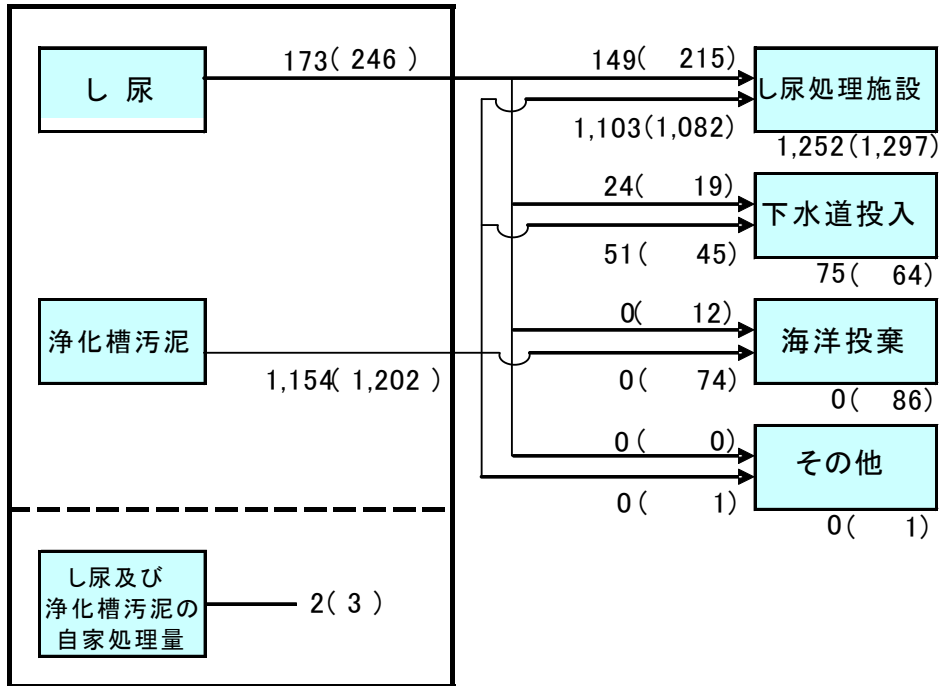 し 尿
173( 246 )
149( 215)
し尿処理施設
1,103(1,082)
1,252(1,297)
24( 19)
下水道投入
51( 45)
75( 64)
浄化槽汚泥
1,154( 1,202 )
0( 12)
海洋投棄
0( 74)
0( 86)
0( 0)
その他
0( 1)
0( 1)
し尿及び
浄化槽汚泥の
自家処理量
2( 3 )